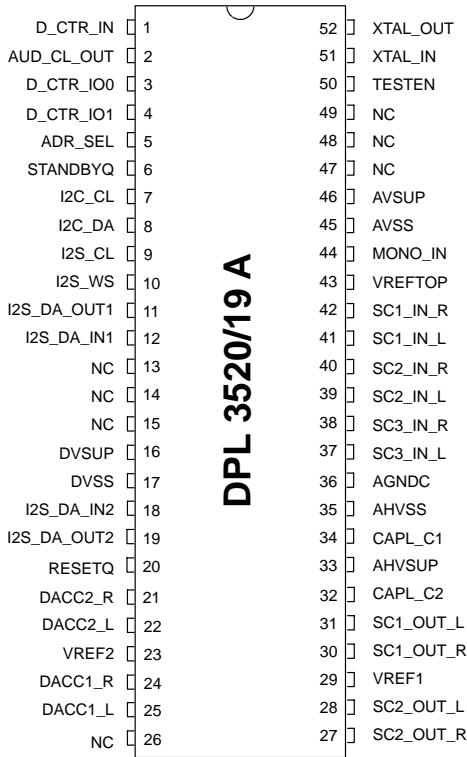 D_CTR_IN 1 52 XTAL_OUT
AUD_CL_OUT 2 51 XTAL_IN
D_CTR_IO0 3 50 TESTEN
D_CTR_IO1 4 49 NC
ADR_SEL 5 48 NC
STANDBYQ 6 47 NC
I2C_CL 7 46 AVSUP
I2C_DA 8 45 AVSS
I2S_CL 9 44 MONO_IN
I2S_WS 10 43 VREFTOP
I2S_DA_OUT1 11 42 SC1_IN_R
I2S_DA_IN1 12 41 SC1_IN_L
NC 13 40 SC2_IN_R
NC 14 39 SC2_IN_L
NC 15 38 SC3_IN_R
DVSUP 16 37 SC3_IN_L
DVSS 17 36 AGNDC
I2S_DA_IN2 18 35 AHVSS
I2S_DA_OUT2 19 34 CAPL_C1
RESETQ 20 33 AHVSUP
DACC2_R 21 32 CAPL_C2
DACC2_L 22 31 SC1_OUT_L
VREF2 23 30 SC1_OUT_R
DACC1_R 24 29 VREF1
DACC1_L 25 28 SC2_OUT_L
NC 26 27 SC2_OUT_R
DPL 3520/19 A